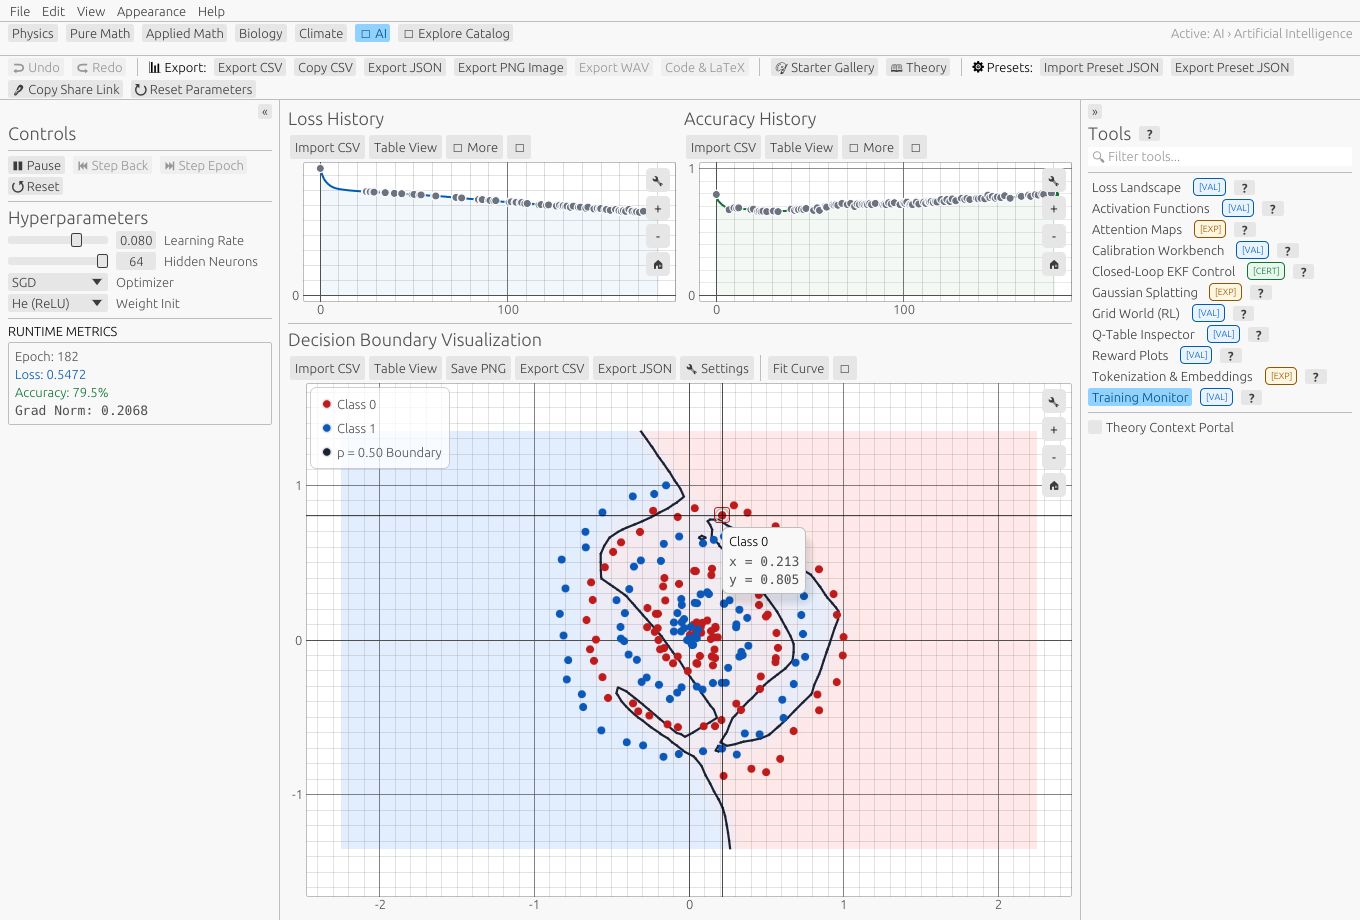 File Edit View Appearance Help
Physics Pure Math Applied Math Biology Climate AI Explore Catalog Active: AI › Artificial Intelligence
Undo Redo Export: Export CSV Copy CSV Export JSON Export PNG Image Export WAV Code & LaTeX Starter Gallery Theory Presets: Import Preset JSON Export Preset JSON
Copy Share Link Reset Parameters
«
Controls
Pause Step Back Step Epoch
Reset
Hyperparameters
0.080 Learning Rate
64 Hidden Neurons
SGD Optimizer
He (ReLU) Weight Init
RUNTIME METRICS
Epoch: 182
Loss: 0.5472
Accuracy: 79.5%
Grad Norm: 0.2068
Loss History
Import CSV Table View More
+
-
0
0 100
Accuracy History
Import CSV Table View More
1
+
-
0
0 100
Decision Boundary Visualization
Import CSV Table View Save PNG Export CSV Export JSON Settings Fit Curve
Class 0
Class 1
p = 0.50 Boundary
+
-
1
Class 0
x = 0.213
y = 0.805
0
-1
-2 -1 0 1 2
»
Tools ?
Filter tools...
Loss Landscape [VAL] ?
Activation Functions [VAL] ?
Attention Maps [EXP] ?
Calibration Workbench [VAL] ?
Closed-Loop EKF Control [CERT] ?
Gaussian Splatting [EXP] ?
Grid World (RL) [VAL] ?
Q-Table Inspector [VAL] ?
Reward Plots [VAL] ?
Tokenization & Embeddings [EXP] ?
Training Monitor [VAL] ?
Theory Context Portal